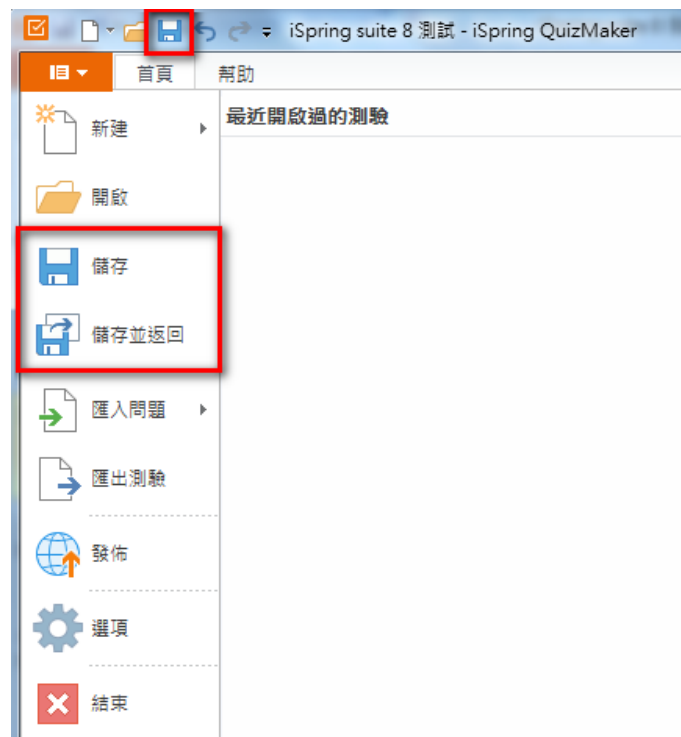 iSpring suite 8 測試 - iSpring QuizMaker
首頁 幫助
最近開啟過的測驗
新建
開啟
儲存
儲存並返回
匯入問題
匯出測驗
發佈
選項
結束